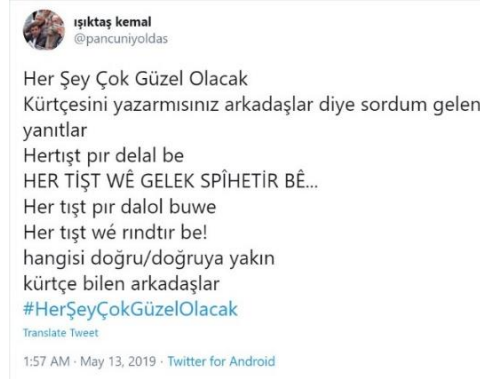 ışıktaş kemal
@pancuniyoldas
Her Şey Çok Güzel Olacak
Kürtçesini yazarmısınız arkadaşlar diye sordum gelen
yanıtlar
Hertışt pır delal be
HER TİŞT WÊ GELEK SPÎHETİR BÊ...
Her tışt pır dalol buwe
Her tışt wé rındtır be!
hangisi doğru/doğruya yakın
kürtçe bilen arkadaşlar
#HerŞeyÇokGüzelOlacak
Translate Tweet
1:57 AM · May 13, 2019 · Twitter for Android